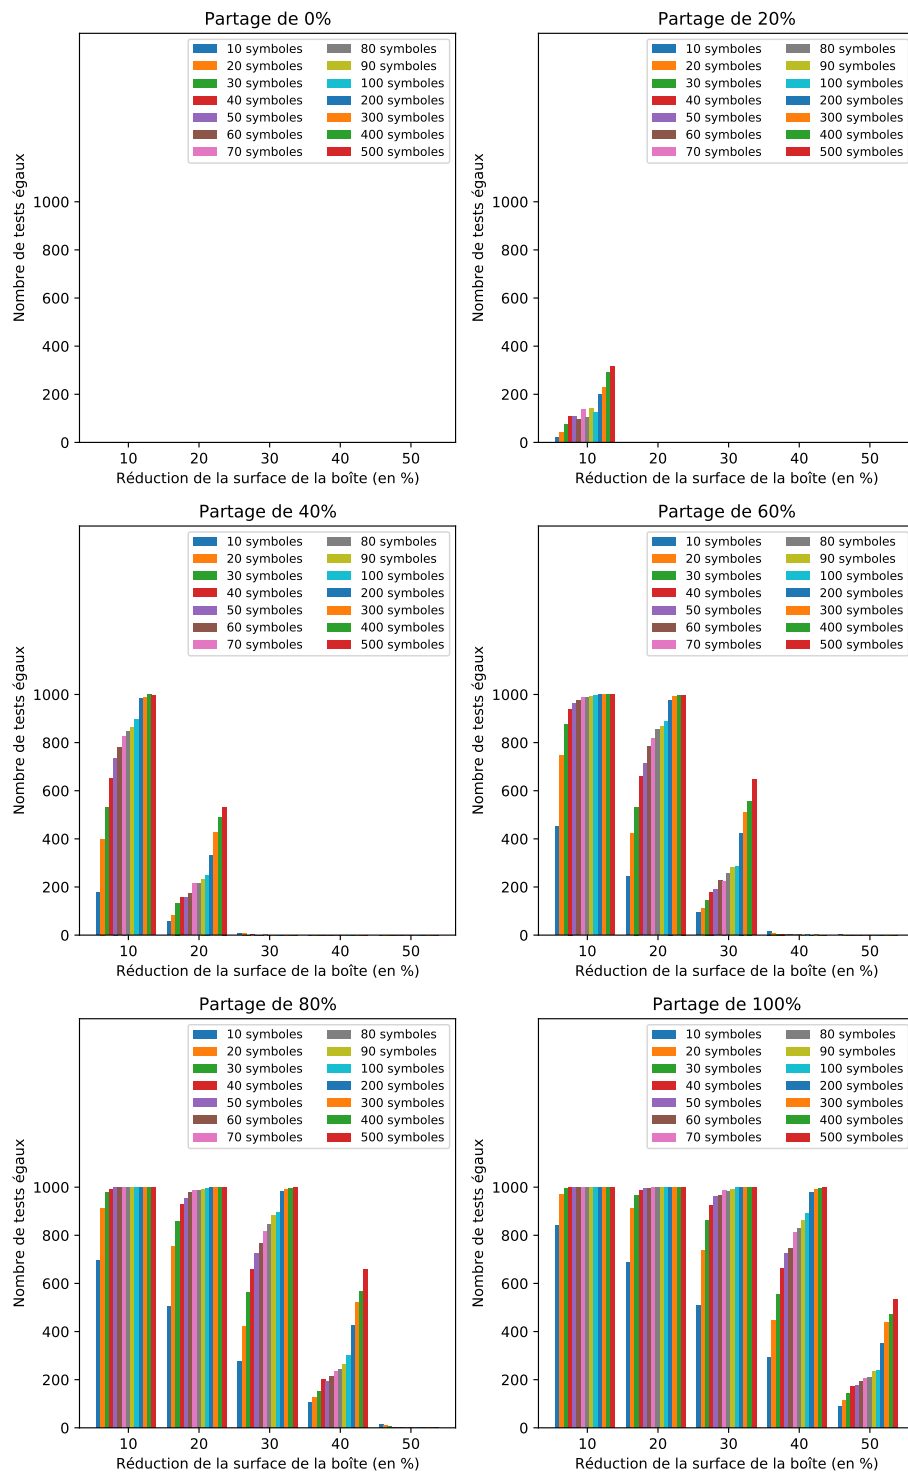 Partage de 0%
10 symboles
20 symboles
30 symboles
40 symboles
50 symboles
60 symboles
70 symboles
80 symboles
90 symboles
100 symboles
200 symboles
300 symboles
400 symboles
500 symboles
Nombre de tests égaux
1000
800
600
400
200
0
10 20 30 40 50
Réduction de la surface de la boîte (en %)
Partage de 20%
10 symboles
20 symboles
30 symboles
40 symboles
50 symboles
60 symboles
70 symboles
80 symboles
90 symboles
100 symboles
200 symboles
300 symboles
400 symboles
500 symboles
Nombre de tests égaux
1000
800
600
400
200
0
10 20 30 40 50
Réduction de la surface de la boîte (en %)
Partage de 40%
10 symboles
20 symboles
30 symboles
40 symboles
50 symboles
60 symboles
70 symboles
80 symboles
90 symboles
100 symboles
200 symboles
300 symboles
400 symboles
500 symboles
Nombre de tests égaux
1000
800
600
400
200
0
10 20 30 40 50
Réduction de la surface de la boîte (en %)
Partage de 60%
10 symboles
20 symboles
30 symboles
40 symboles
50 symboles
60 symboles
70 symboles
80 symboles
90 symboles
100 symboles
200 symboles
300 symboles
400 symboles
500 symboles
Nombre de tests égaux
1000
800
600
400
200
0
10 20 30 40 50
Réduction de la surface de la boîte (en %)
Partage de 80%
10 symboles
20 symboles
30 symboles
40 symboles
50 symboles
60 symboles
70 symboles
80 symboles
90 symboles
100 symboles
200 symboles
300 symboles
400 symboles
500 symboles
Nombre de tests égaux
1000
800
600
400
200
0
10 20 30 40 50
Réduction de la surface de la boîte (en %)
Partage de 100%
10 symboles
20 symboles
30 symboles
40 symboles
50 symboles
60 symboles
70 symboles
80 symboles
90 symboles
100 symboles
200 symboles
300 symboles
400 symboles
500 symboles
Nombre de tests égaux
1000
800
600
400
200
0
10 20 30 40 50
Réduction de la surface de la boîte (en %)